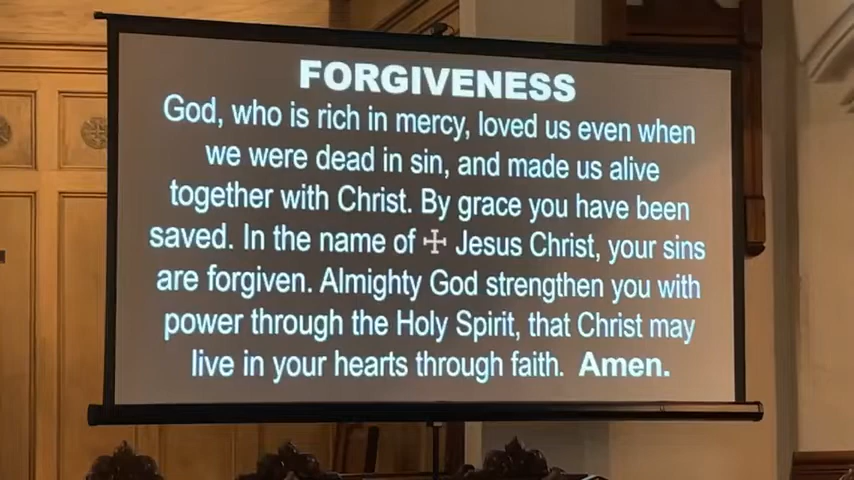 FORGIVENESS
God, who is rich in mercy, loved us even when
we were dead in sin, and made us alive
together with Christ. By grace you have been
saved. In the name of ☩ Jesus Christ, your sins
are forgiven. Almighty God strengthen you with
power through the Holy Spirit, that Christ may
live in your hearts through faith. Amen.